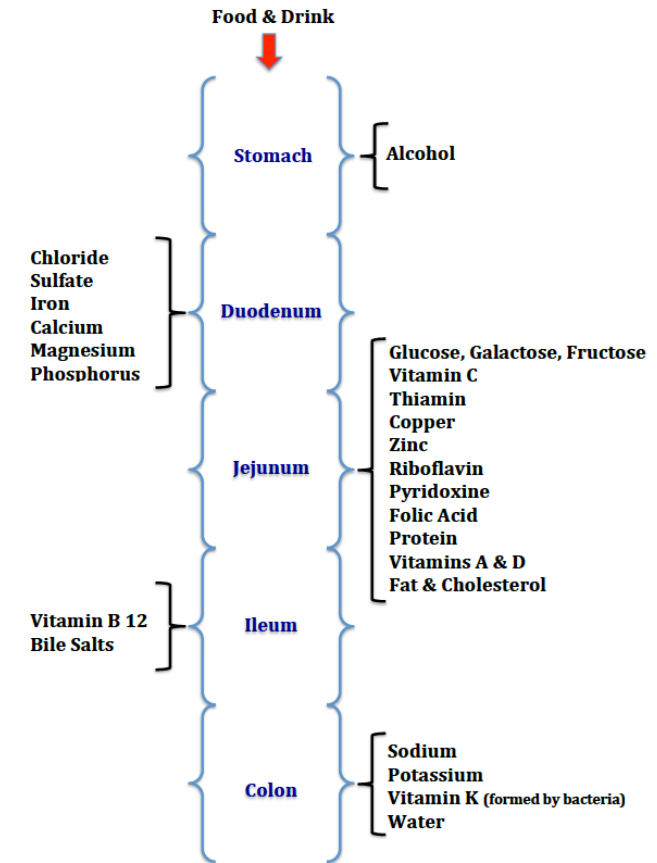 Food & Drink
Stomach
Alcohol
Chloride
Sulfate
Iron
Calcium
Magnesium
Phosphorus
Duodenum
Glucose, Galactose, Fructose
Vitamin C
Thiamin
Copper
Zinc
Riboflavin
Pyridoxine
Folic Acid
Protein
Vitamins A & D
Fat & Cholesterol
Jejunum
Vitamin B 12
Bile Salts
Ileum
Colon
Sodium
Potassium
Vitamin K (formed by bacteria)
Water